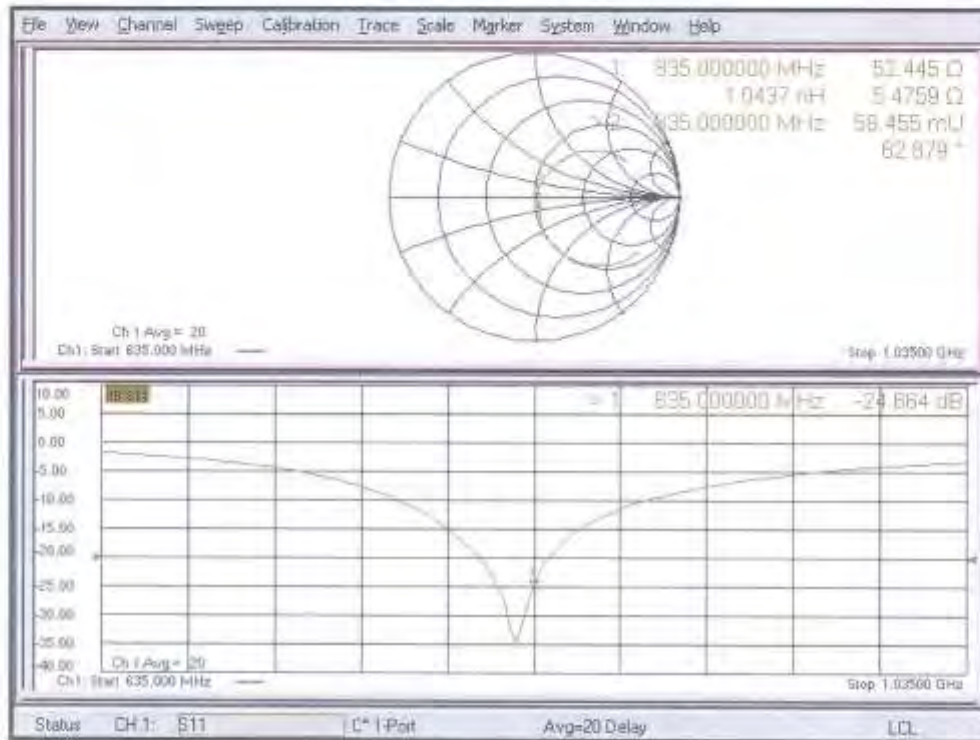 File View Channel Sweep Calibration Trace Scale Marker System Window Help
1 835.000000 MHz 52.445 Ω
1.0437 nH 5.4759 Ω
>2 835.000000 MHz 58.455 mU
62.879 °
Ch 1 Avg = 20
Ch1: Start 635.000 MHz
Stop 1.03500 GHz
10.00
5.00
0.00
-5.00
-10.00
-15.00
-20.00
-25.00
-30.00
-35.00
-40.00
> 1 835.000000 MHz -24.664 dB
Ch 1 Avg = 20
Ch1: Start 635.000 MHz
Stop 1.03500 GHz
Status CH 1: S11 C* 1-Port Avg=20 Delay LCL